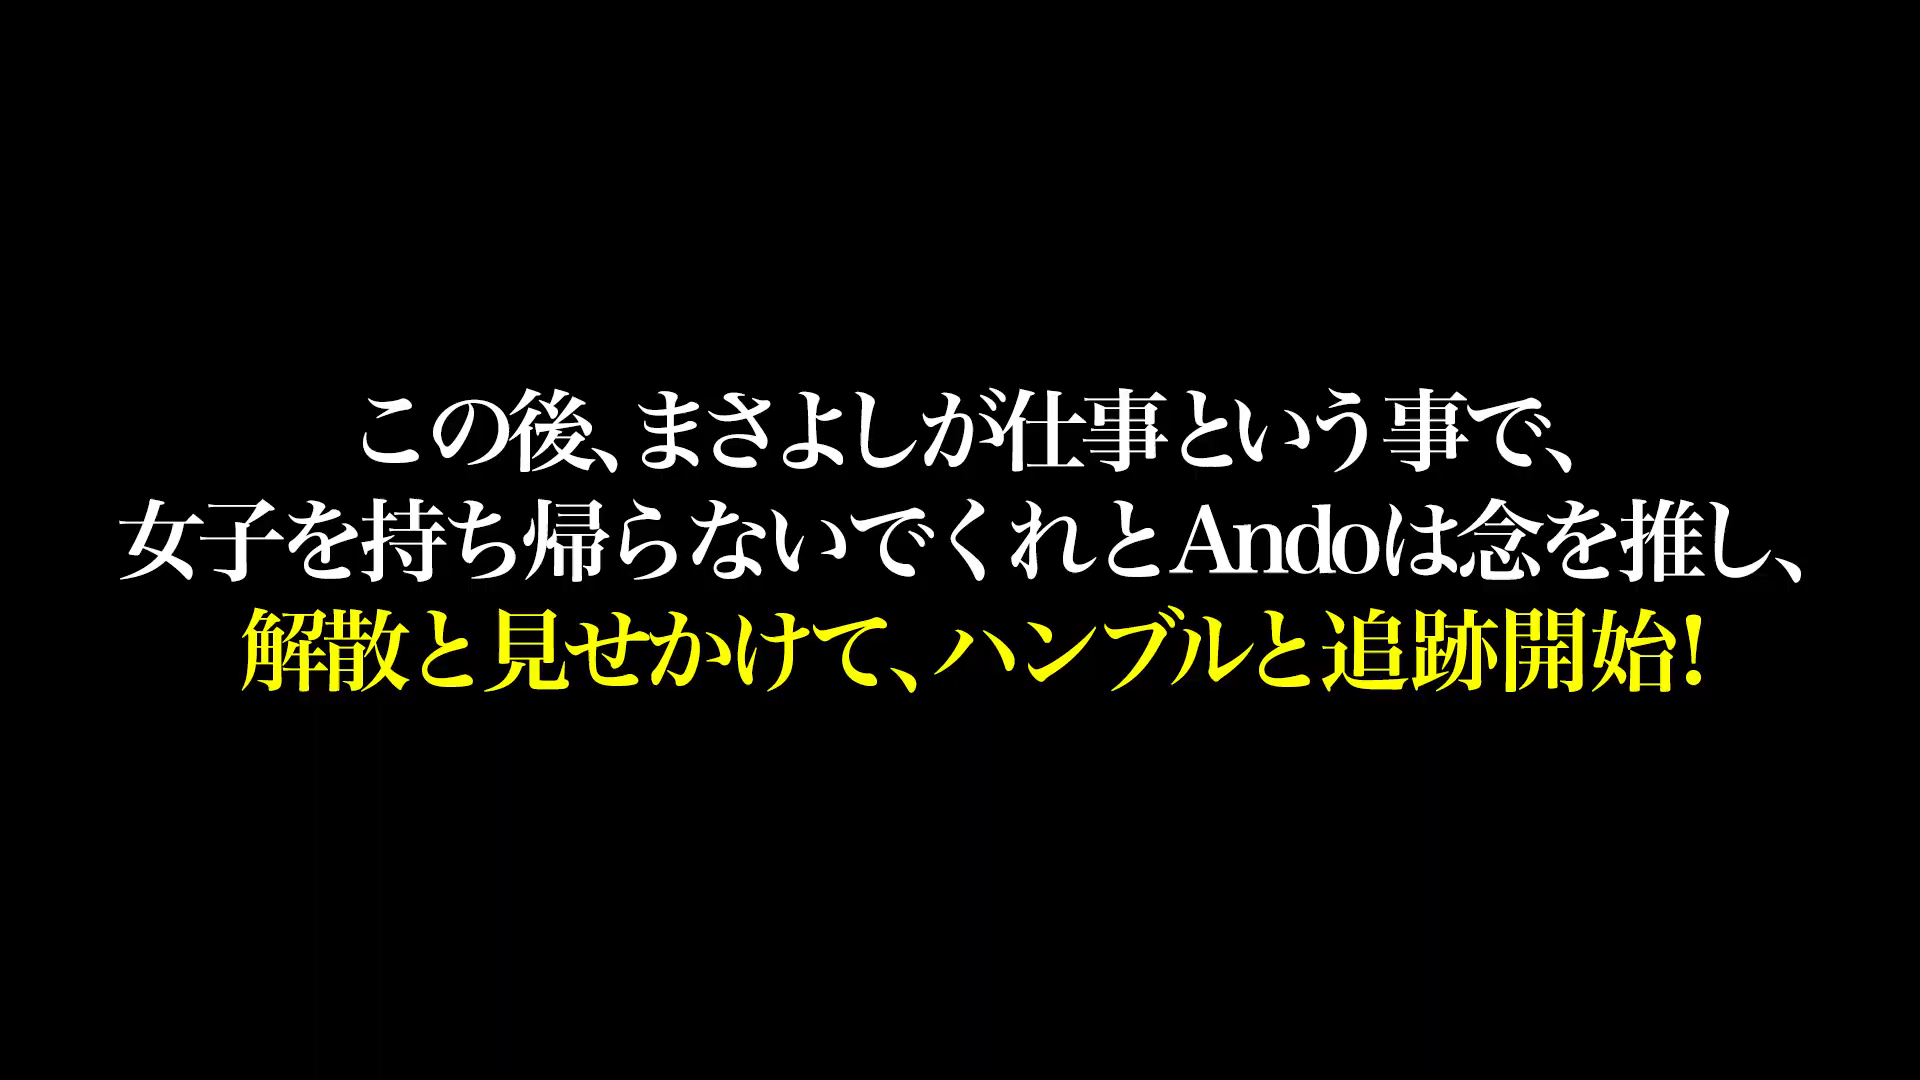 この後、まさよしが仕事という事で、
女子を持ち帰らないでくれとAndoは念を推し、
解散と見せかけて、ハンブルと追跡開始!